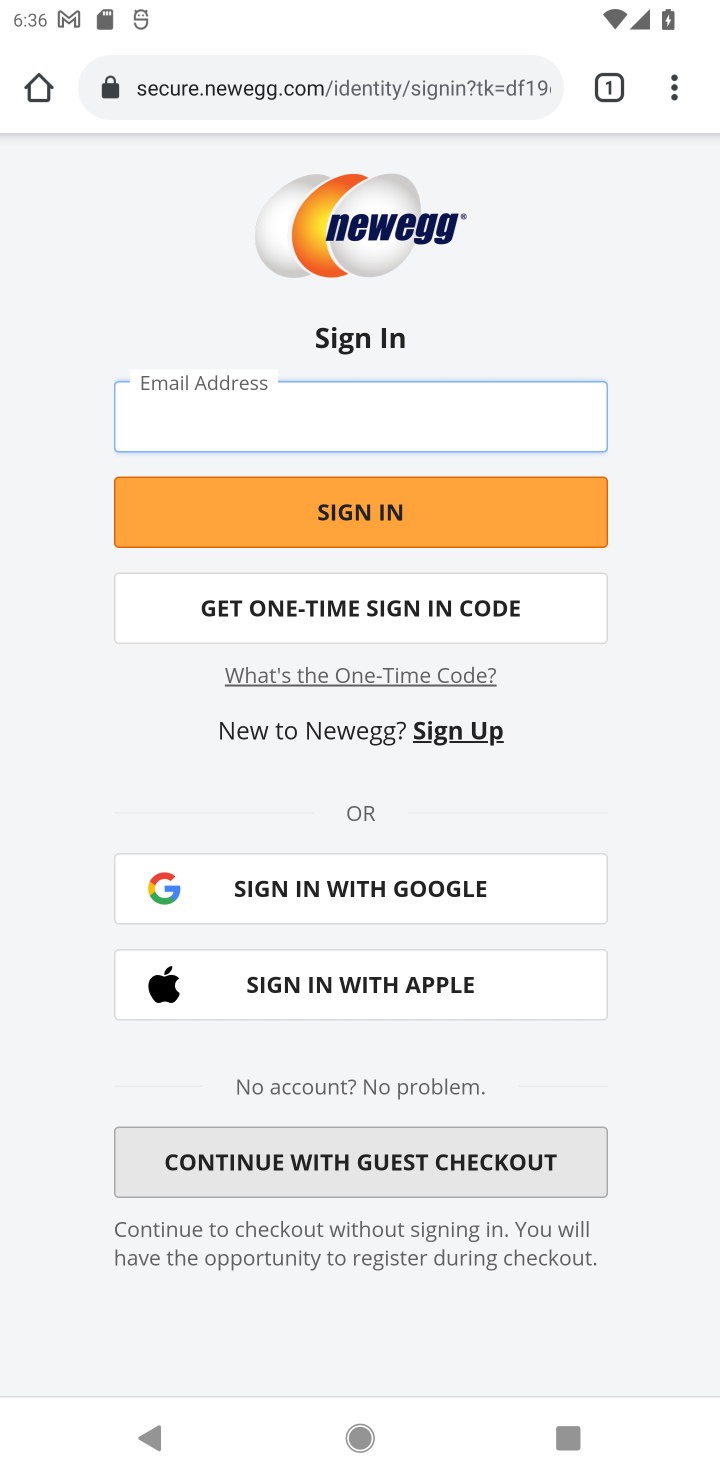 6:36
secure.newegg.com/identity/signin?tk=df19
1
newegg®
Sign In
Email Address
SIGN IN
GET ONE-TIME SIGN IN CODE
What's the One-Time Code?
New to Newegg? Sign Up
OR
SIGN IN WITH GOOGLE
SIGN IN WITH APPLE
No account? No problem.
CONTINUE WITH GUEST CHECKOUT
Continue to checkout without signing in. You will
have the opportunity to register during checkout.